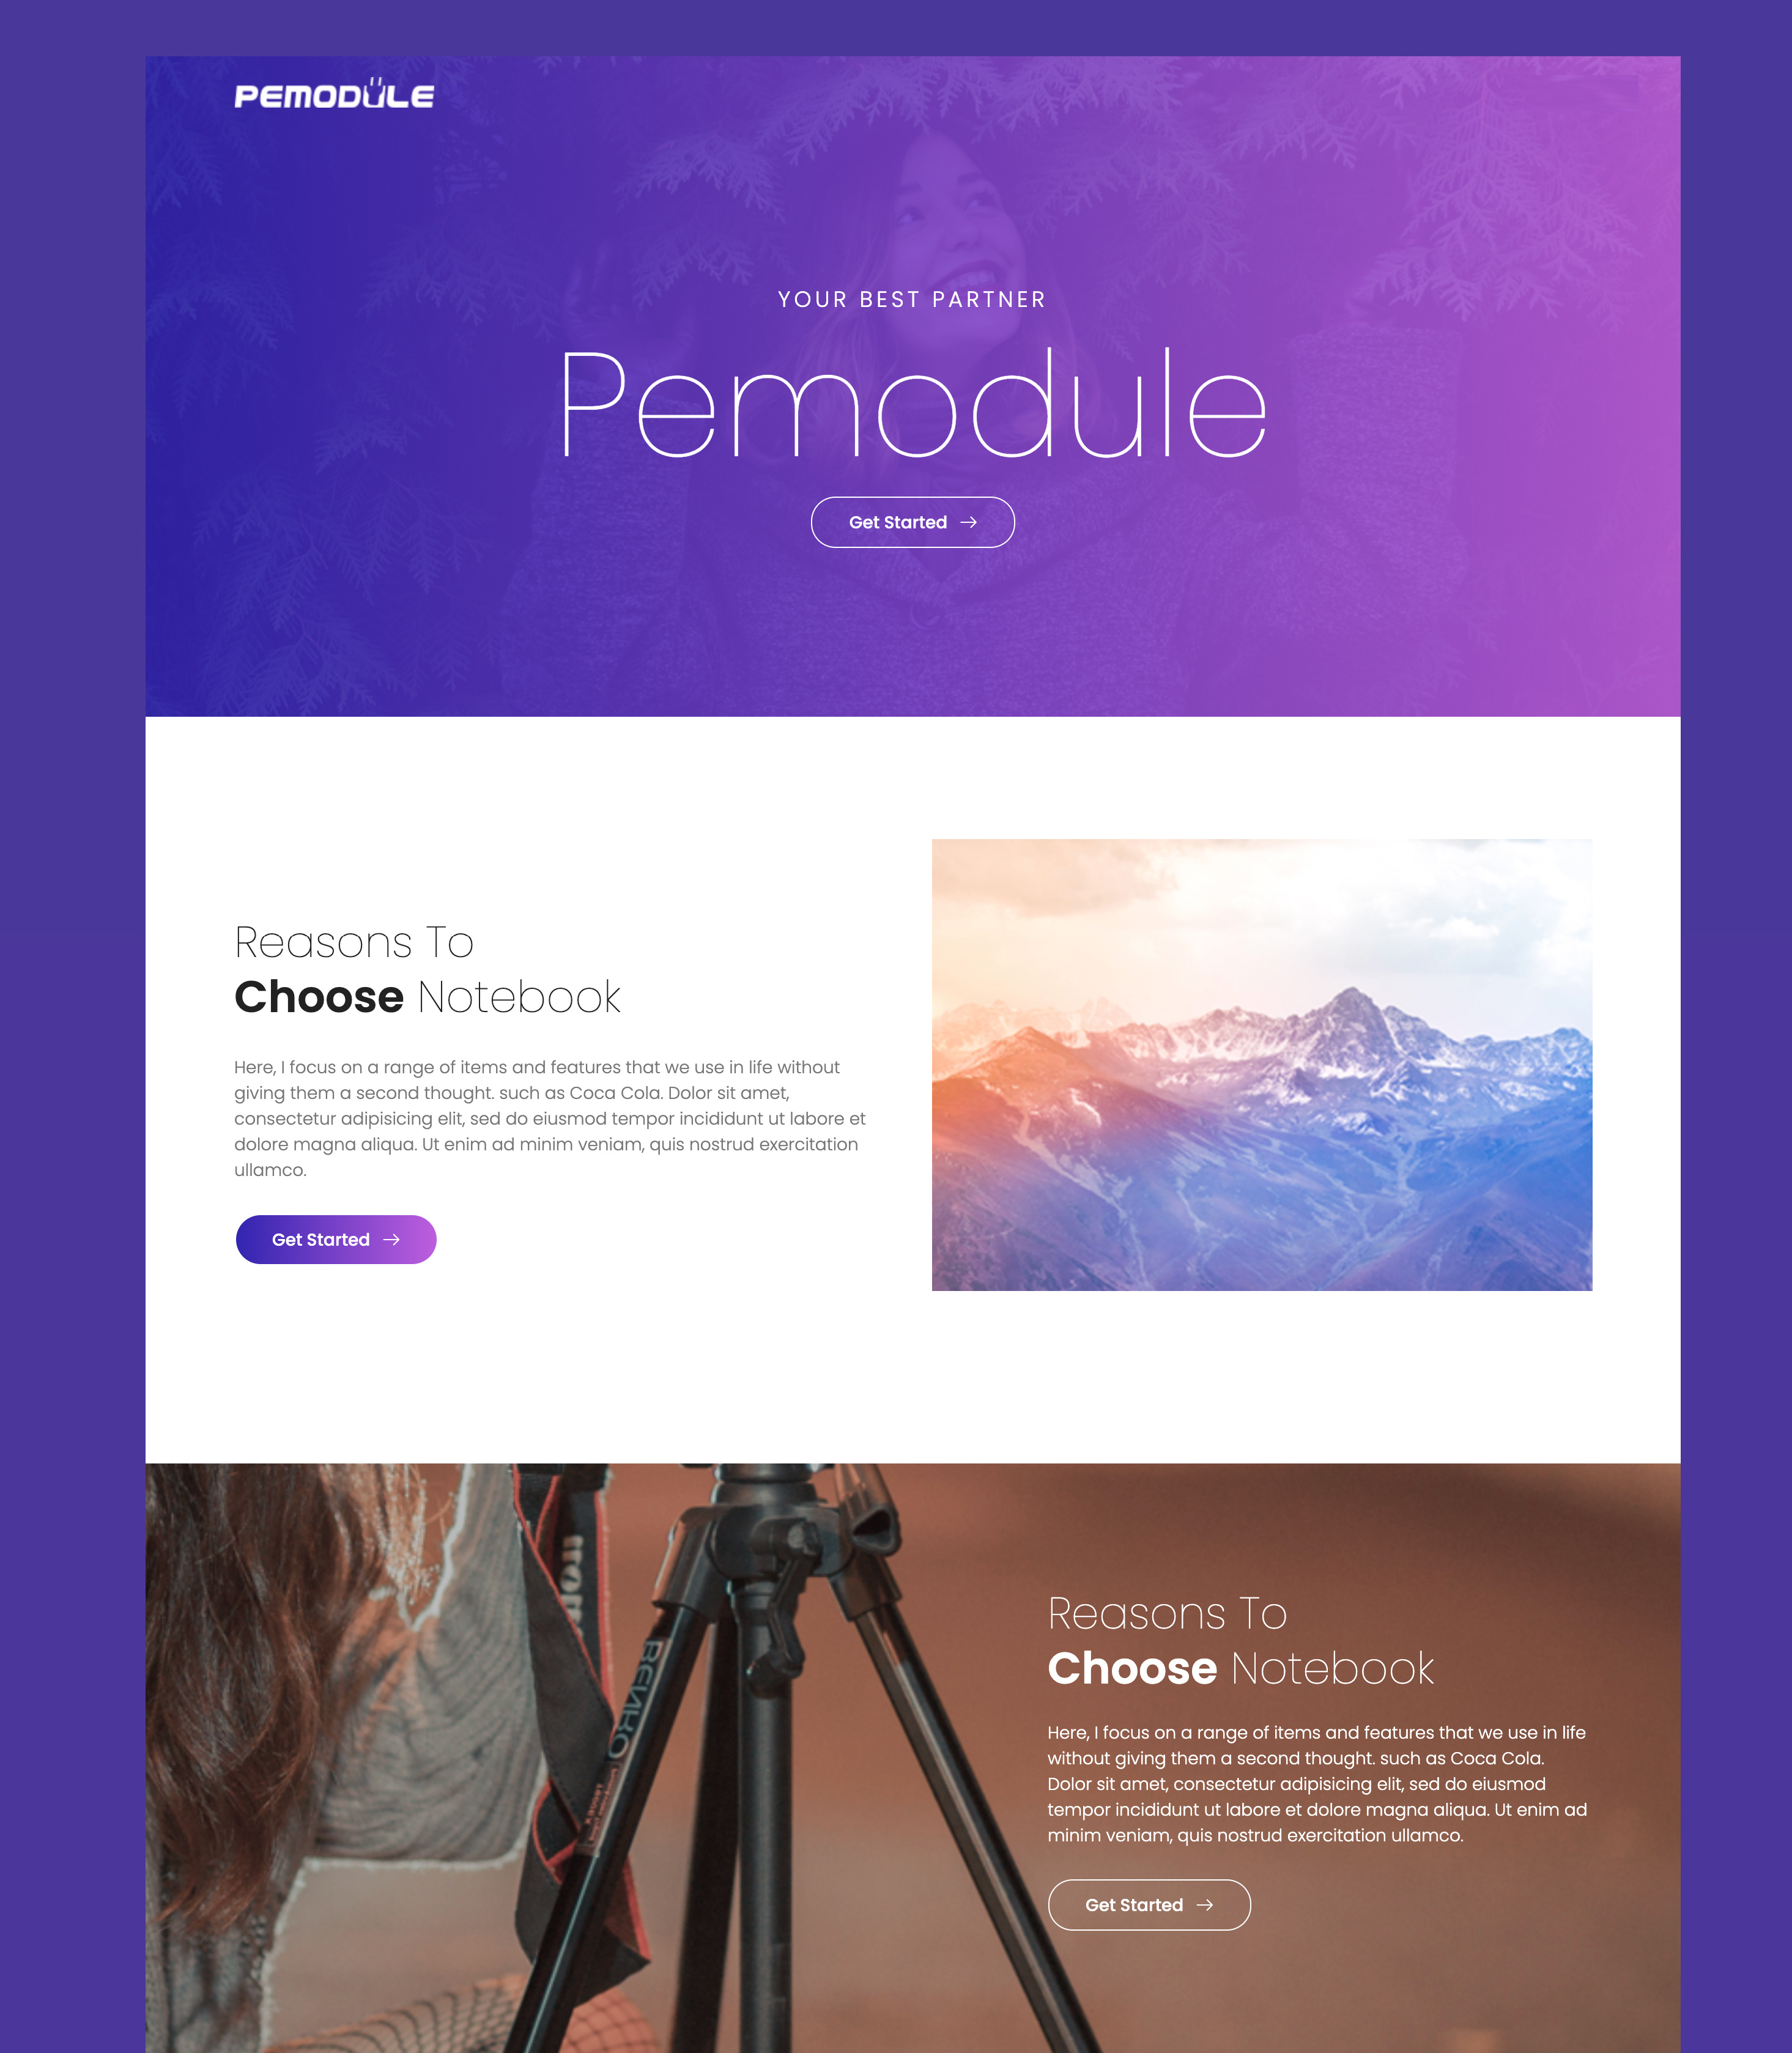 PEMODULE
YOUR BEST PARTNER
Pemodule
Get Started
Reasons To
Choose Notebook
Here, I focus on a range of items and features that we use in life without
giving them a second thought. such as Coca Cola. Dolor sit amet,
consectetur adipisicing elit, sed do eiusmod tempor incididunt ut labore et
dolore magna aliqua. Ut enim ad minim veniam, quis nostrud exercitation
ullamco.
Get Started
Reasons To
Choose Notebook
Here, I focus on a range of items and features that we use in life
without giving them a second thought. such as Coca Cola.
Dolor sit amet, consectetur adipisicing elit, sed do eiusmod
tempor incididunt ut labore et dolore magna aliqua. Ut enim ad
minim veniam, quis nostrud exercitation ullamco.
Get Started
BENRO